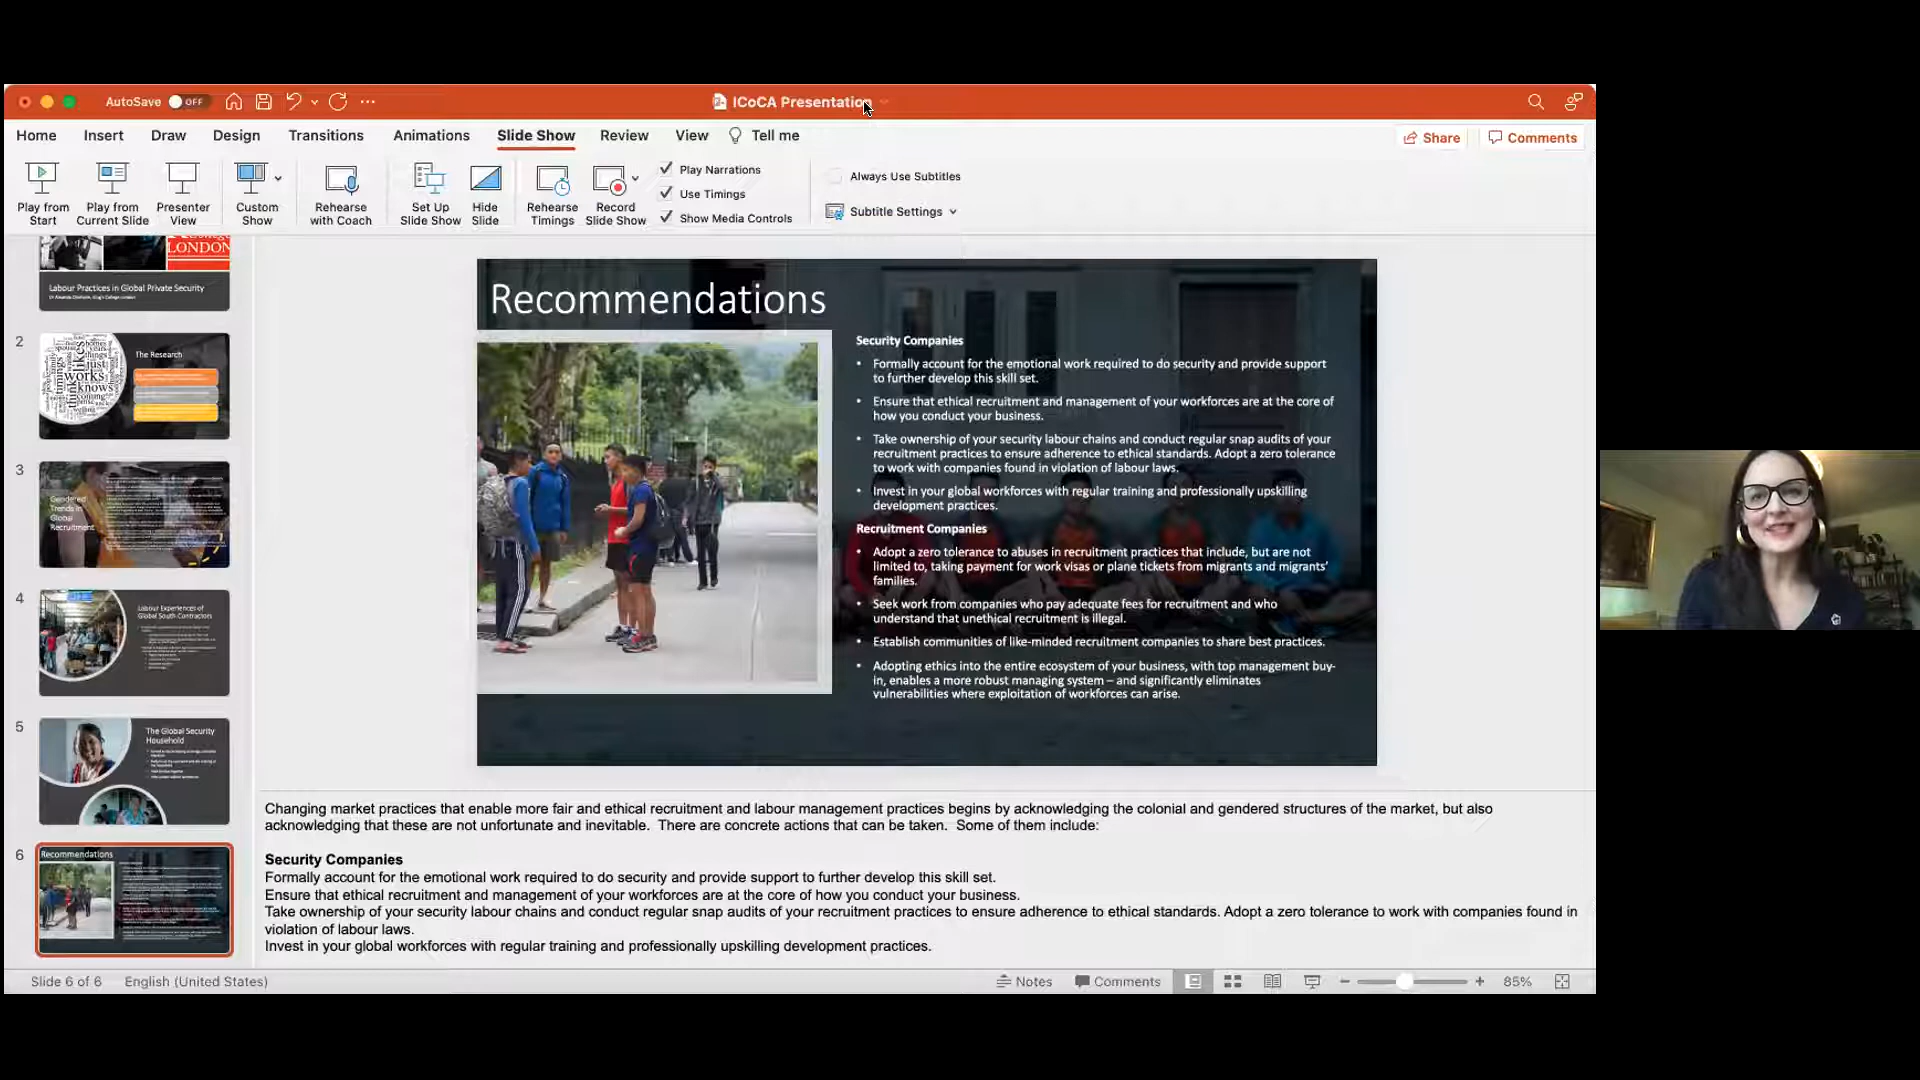 AutoSave OFF
ICoCA Presentation
Home Insert Draw Design Transitions Animations Slide Show Review View Tell me
Share Comments
Play from Start
Play from Current Slide
Presenter View
Custom Show
Rehearse with Coach
Set Up Slide Show
Hide Slide
Rehearse Timings
Record Slide Show
Play Narrations
Use Timings
Show Media Controls
Always Use Subtitles
Subtitle Settings
LONDON
Labour Practices in Global Private Security
2
The Research
3
Gendered
Trends in
Global
Recruitment
4
Labour Experiences of
Global South Contractors
5
The Global Security
Household
6
Recommendations
Recommendations
Security Companies
• Formally account for the emotional work required to do security and provide support
to further develop this skill set.
• Ensure that ethical recruitment and management of your workforces are at the core of
how you conduct your business.
• Take ownership of your security labour chains and conduct regular snap audits of your
recruitment practices to ensure adherence to ethical standards. Adopt a zero tolerance
to work with companies found in violation of labour laws.
• Invest in your global workforces with regular training and professionally upskilling
development practices.
Recruitment Companies
• Adopt a zero tolerance to abuses in recruitment practices that include, but are not
limited to, taking payment for work visas or plane tickets from migrants and migrants'
families.
• Seek work from companies who pay adequate fees for recruitment and who
understand that unethical recruitment is illegal.
• Establish communities of like-minded recruitment companies to share best practices.
• Adopting ethics into the entire ecosystem of your business, with top management buy-
in, enables a more robust managing system – and significantly eliminates
vulnerabilities where exploitation of workforces can arise.
Changing market practices that enable more fair and ethical recruitment and labour management practices begins by acknowledging the colonial and gendered structures of the market, but also
acknowledging that these are not unfortunate and inevitable. There are concrete actions that can be taken. Some of them include:
Security Companies
Formally account for the emotional work required to do security and provide support to further develop this skill set.
Ensure that ethical recruitment and management of your workforces are at the core of how you conduct your business.
Take ownership of your security labour chains and conduct regular snap audits of your recruitment practices to ensure adherence to ethical standards. Adopt a zero tolerance to work with companies found in
violation of labour laws.
Invest in your global workforces with regular training and professionally upskilling development practices.
Slide 6 of 6 English (United States)
Notes Comments 85%